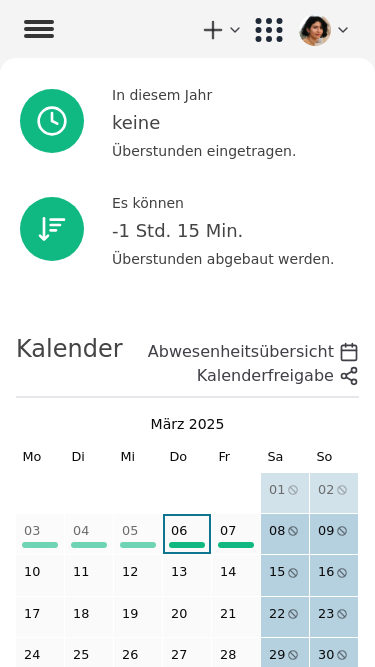 In diesem Jahr
keine
Überstunden eingetragen.
Es können
-1 Std. 15 Min.
Überstunden abgebaut werden.
Kalender
Abwesenheitsübersicht
Kalenderfreigabe
März 2025
Mo Di Mi Do Fr Sa So
01 02
03 04 05 06 07 08 09
10 11 12 13 14 15 16
17 18 19 20 21 22 23
24 25 26 27 28 29 30